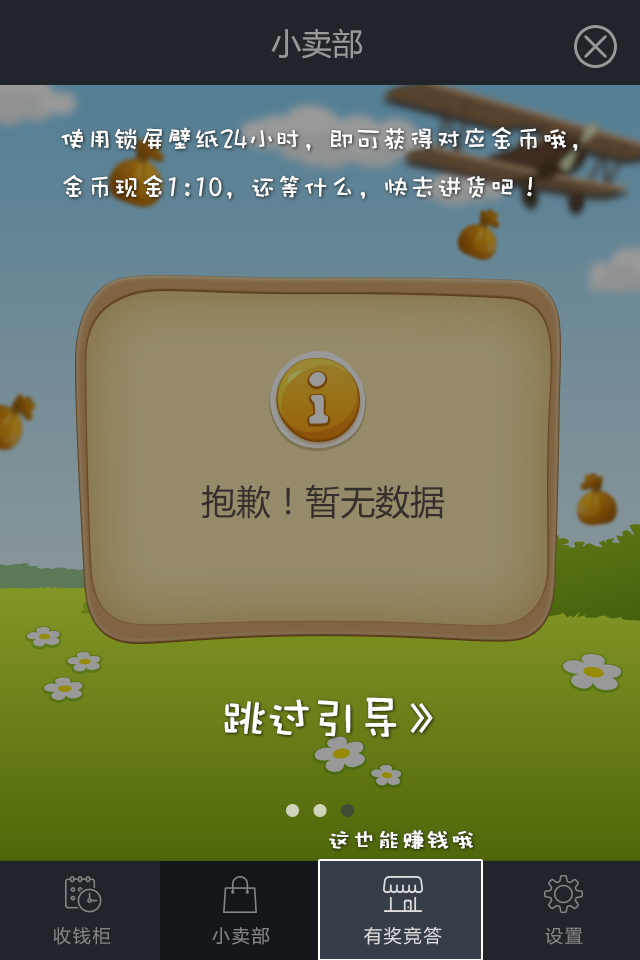 小卖部
使用锁屏壁纸24小时，即可获得对应金币哦，
金币现金1:10，还等什么，快去进货吧！
抱歉！暂无数据
跳过引导》
这也能赚钱哦
收钱柜
小卖部
有奖竞答
设置